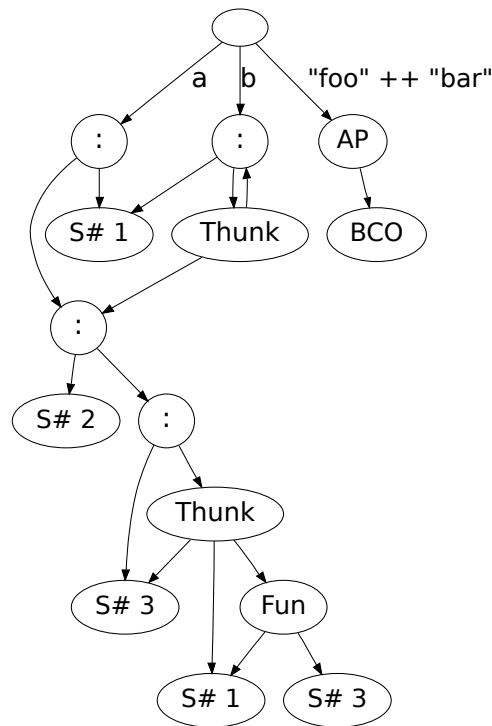 a b "foo" ++ "bar"
: : AP
S# 1 Thunk BCO
:
S# 2 :
Thunk
S# 3 Fun
S# 1 S# 3